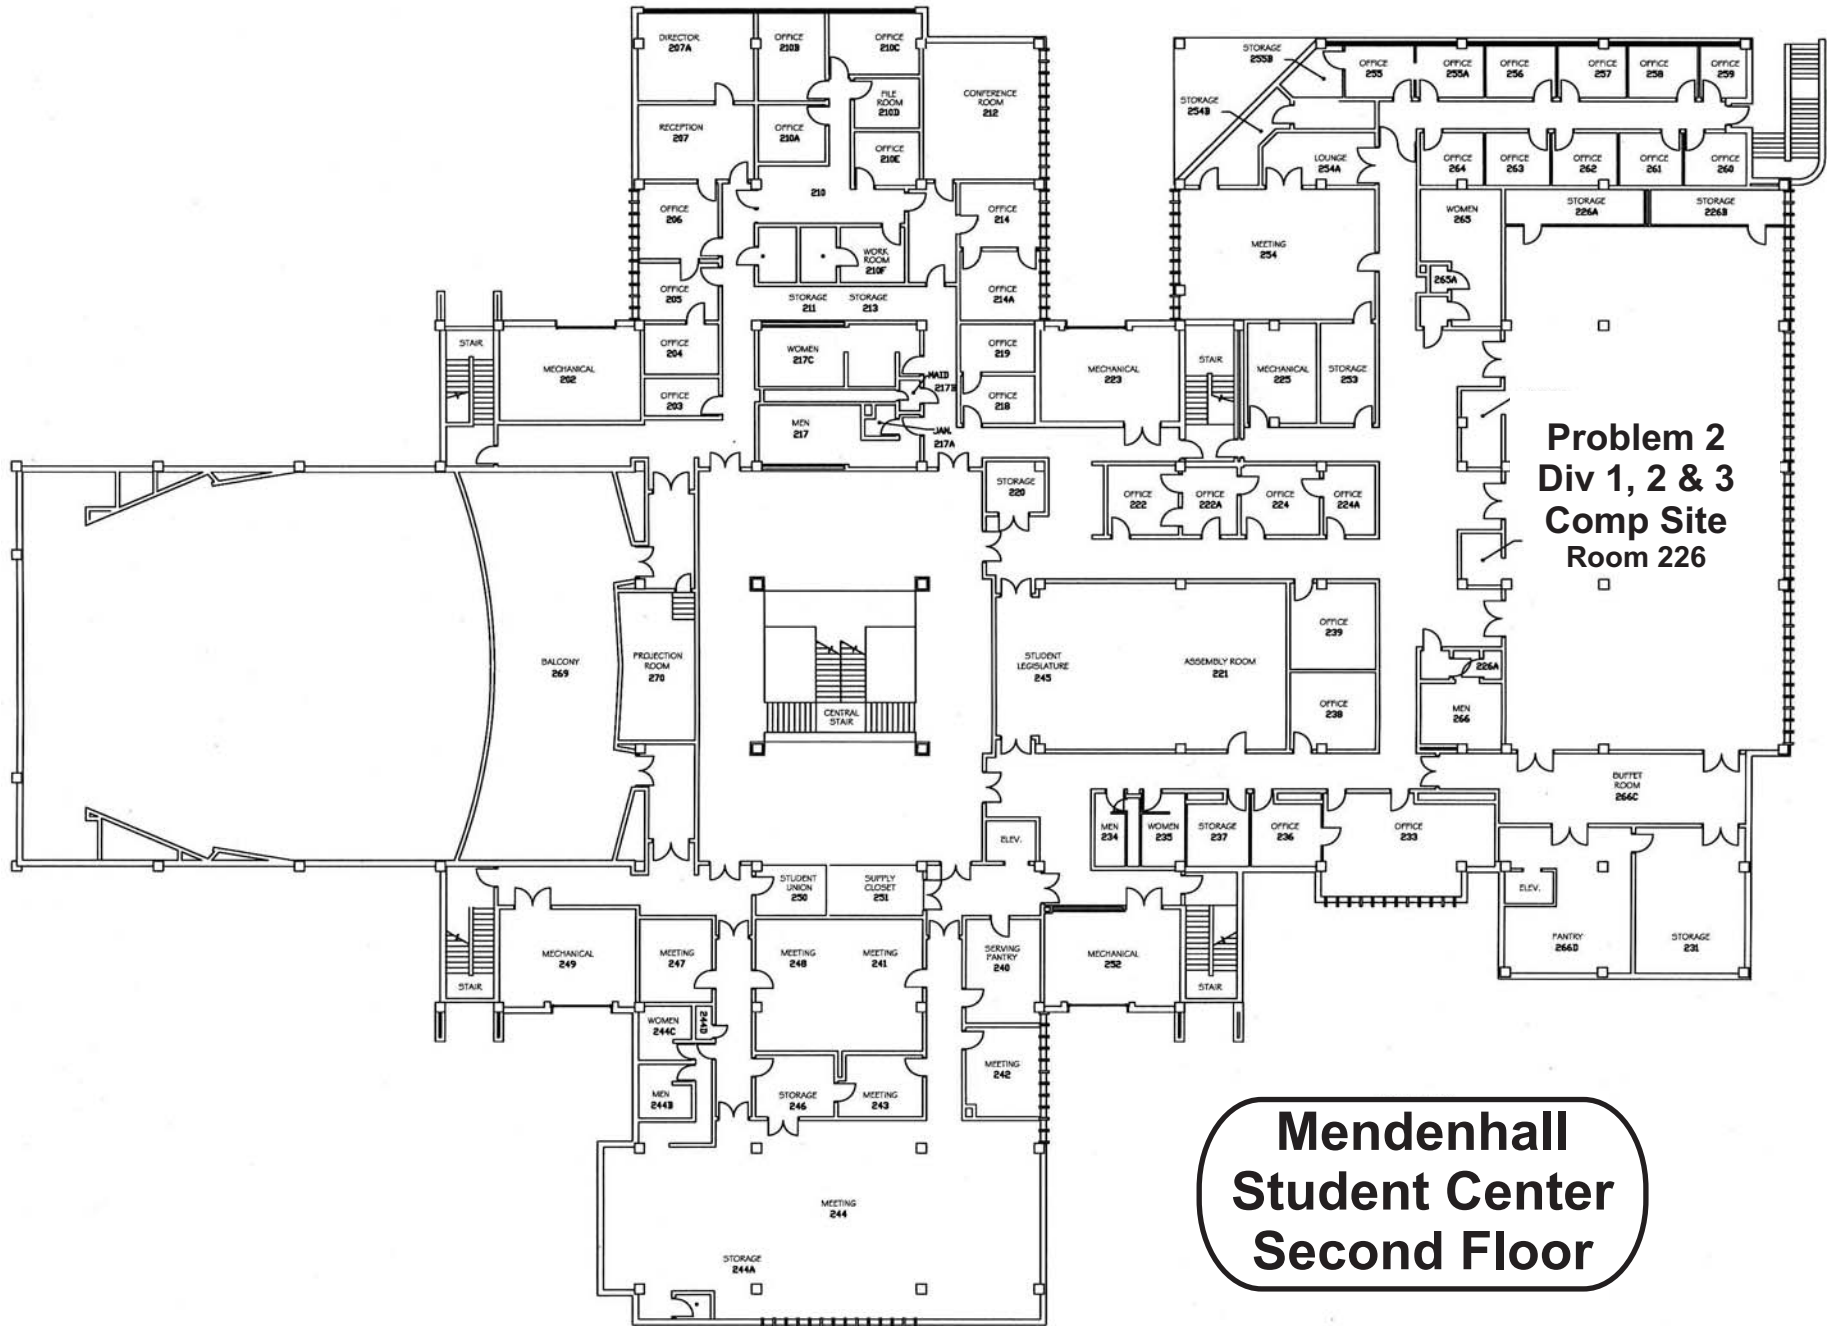 DIRECTOR
207A
OFFICE
210B
OFFICE
210C
FILE
ROOM
210D
CONFERENCE
ROOM
212
RECEPTION
207
OFFICE
210A
OFFICE
210E
210
OFFICE
206
OFFICE
214
WORK
ROOM
210F
OFFICE
205
STORAGE
211
STORAGE
213
OFFICE
214A
STAIR
MECHANICAL
202
OFFICE
204
WOMEN
217C
MAID
217B
OFFICE
219
OFFICE
203
MEN
217
JAN.
217A
OFFICE
218
MECHANICAL
223
STAIR
MECHANICAL
225
STORAGE
253
STORAGE
255B
OFFICE
255
OFFICE
255A
OFFICE
256
OFFICE
257
OFFICE
258
OFFICE
259
STORAGE
254B
LOUNGE
254A
OFFICE
264
OFFICE
263
OFFICE
262
OFFICE
261
OFFICE
260
MEETING
254
WOMEN
265
265A
STORAGE
226A
STORAGE
226B
Problem 2
Div 1, 2 & 3
Comp Site
Room 226
STORAGE
220
OFFICE
222
OFFICE
222A
OFFICE
224
OFFICE
224A
BALCONY
269
PROJECTION
ROOM
270
CENTRAL
STAIR
STUDENT
LEGISLATURE
245
ASSEMBLY ROOM
221
OFFICE
239
OFFICE
238
226A
MEN
266
BUFFET
ROOM
266C
ELEV.
MEN
234
WOMEN
235
STORAGE
237
OFFICE
236
OFFICE
233
ELEV.
PANTRY
266D
STORAGE
231
STUDENT
UNION
250
SUPPLY
CLOSET
251
STAIR
MECHANICAL
249
MEETING
247
MEETING
248
MEETING
241
SERVING
PANTRY
240
MECHANICAL
252
STAIR
WOMEN
244C
244D
MEN
244B
STORAGE
246
MEETING
243
MEETING
242
MEETING
244
STORAGE
244A
Mendenhall
Student Center
Second Floor